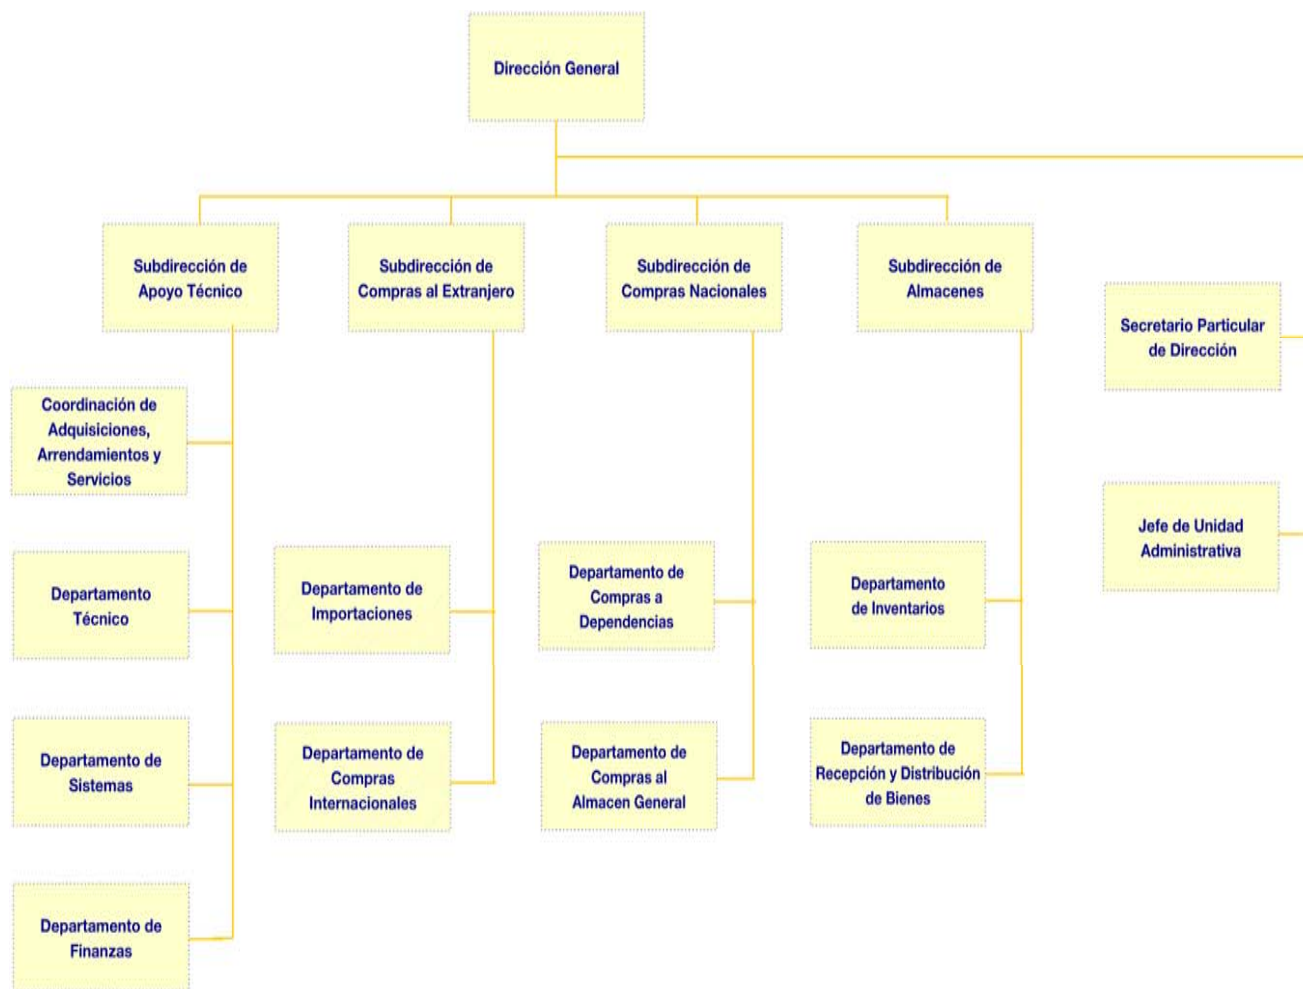 Dirección General
Subdirección de
Apoyo Técnico
Subdirección de
Compras al Extranjero
Subdirección de
Compras Nacionales
Subdirección de
Almacenes
Secretario Particular
de Dirección
Coordinación de
Adquisiciones,
Arrendamientos y
Servicios
Jefe de Unidad
Administrativa
Departamento
Técnico
Departamento de
Importaciones
Departamento de
Compras a
Dependencias
Departamento
de Inventarios
Departamento de
Sistemas
Departamento de
Compras
Internacionales
Departamento de
Compras al
Almacen General
Departamento de
Recepción y Distribución
de Bienes
Departamento de
Finanzas